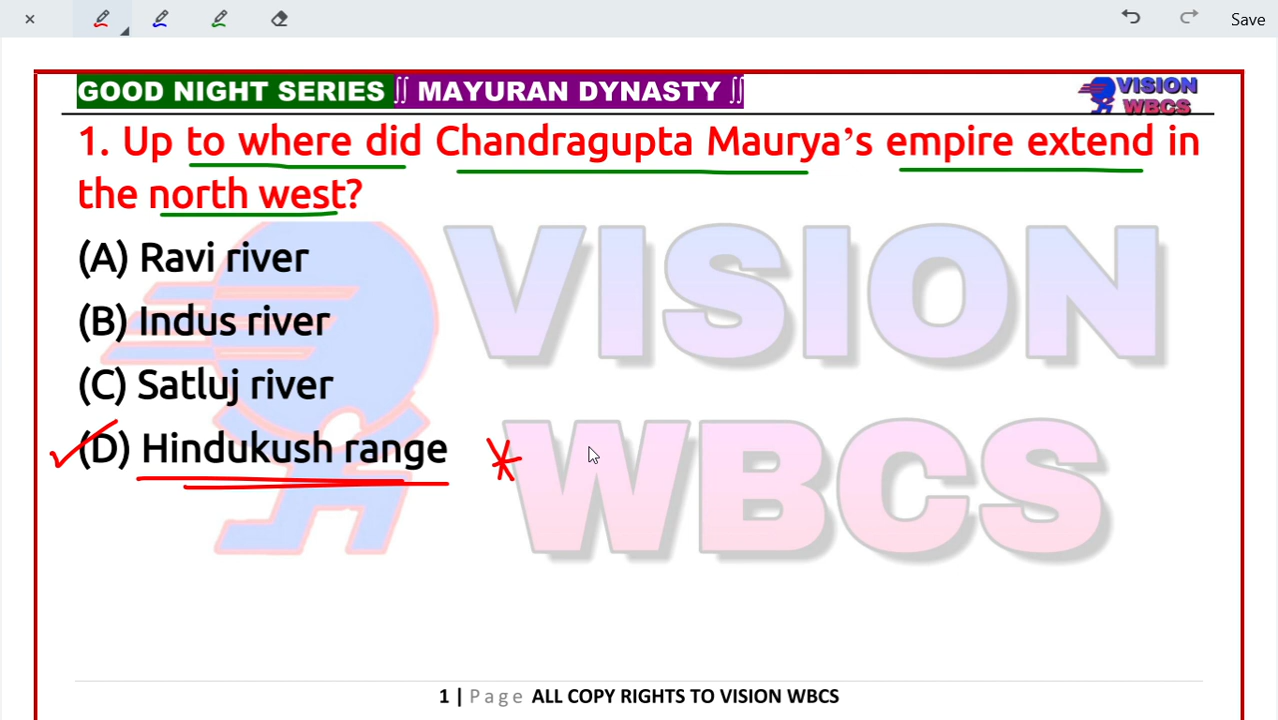 Save
GOOD NIGHT SERIES ∬ MAYURAN DYNASTY ∬
VISION
WBCS
1. Up to where did Chandragupta Maurya’s empire extend in
the north west?
(A) Ravi river
(B) Indus river
(C) Satluj river
(D) Hindukush range
VISION
WBCS
1 | Page ALL COPY RIGHTS TO VISION WBCS